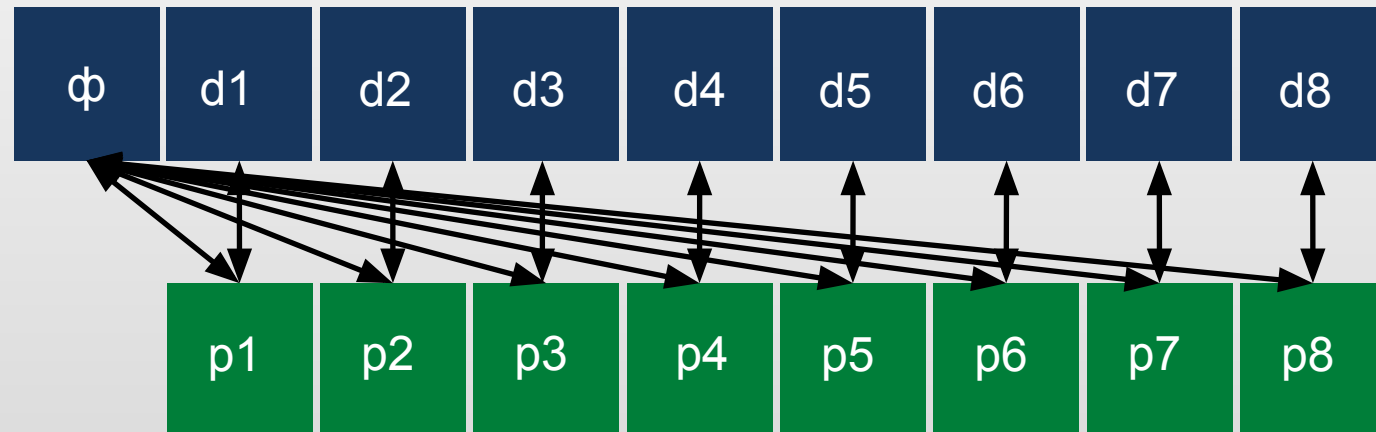 ф d1 d2 d3 d4 d5 d6 d7 d8
p1 p2 p3 p4 p5 p6 p7 p8